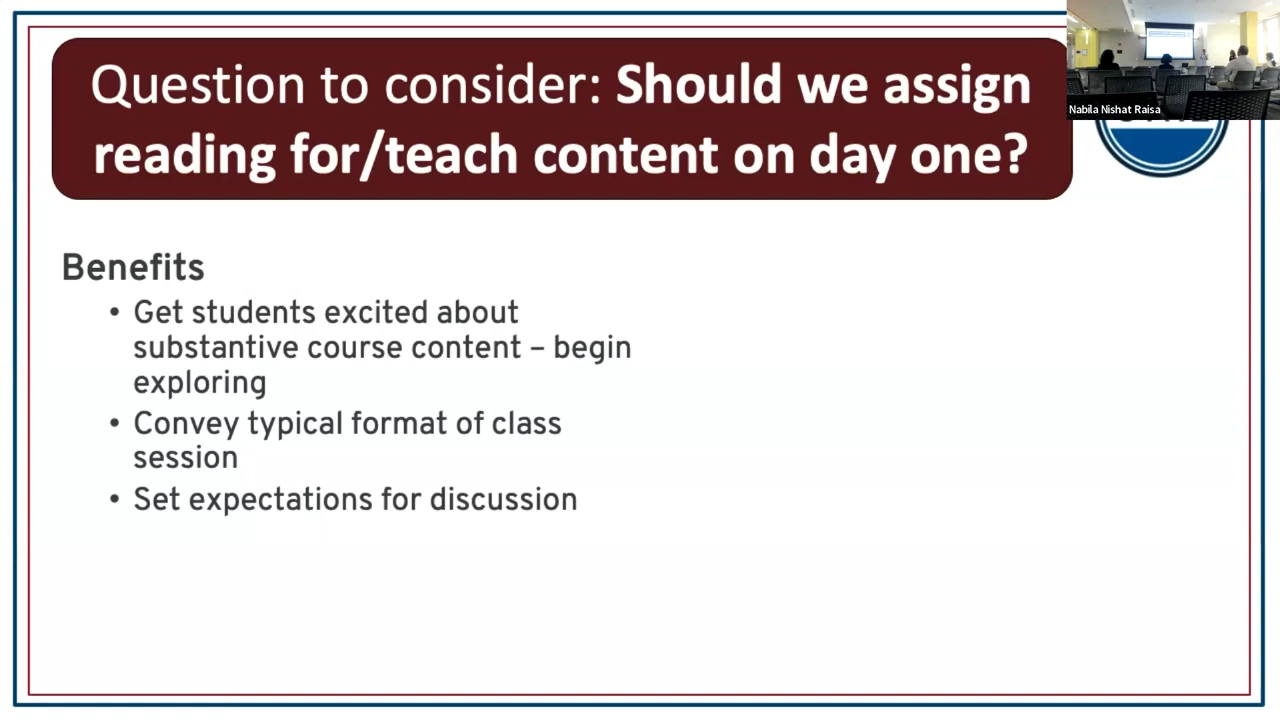 Question to consider: Should we assign
reading for/teach content on day one?
Nabila Nishat Raisa
Benefits
• Get students excited about
substantive course content – begin
exploring
• Convey typical format of class
session
• Set expectations for discussion